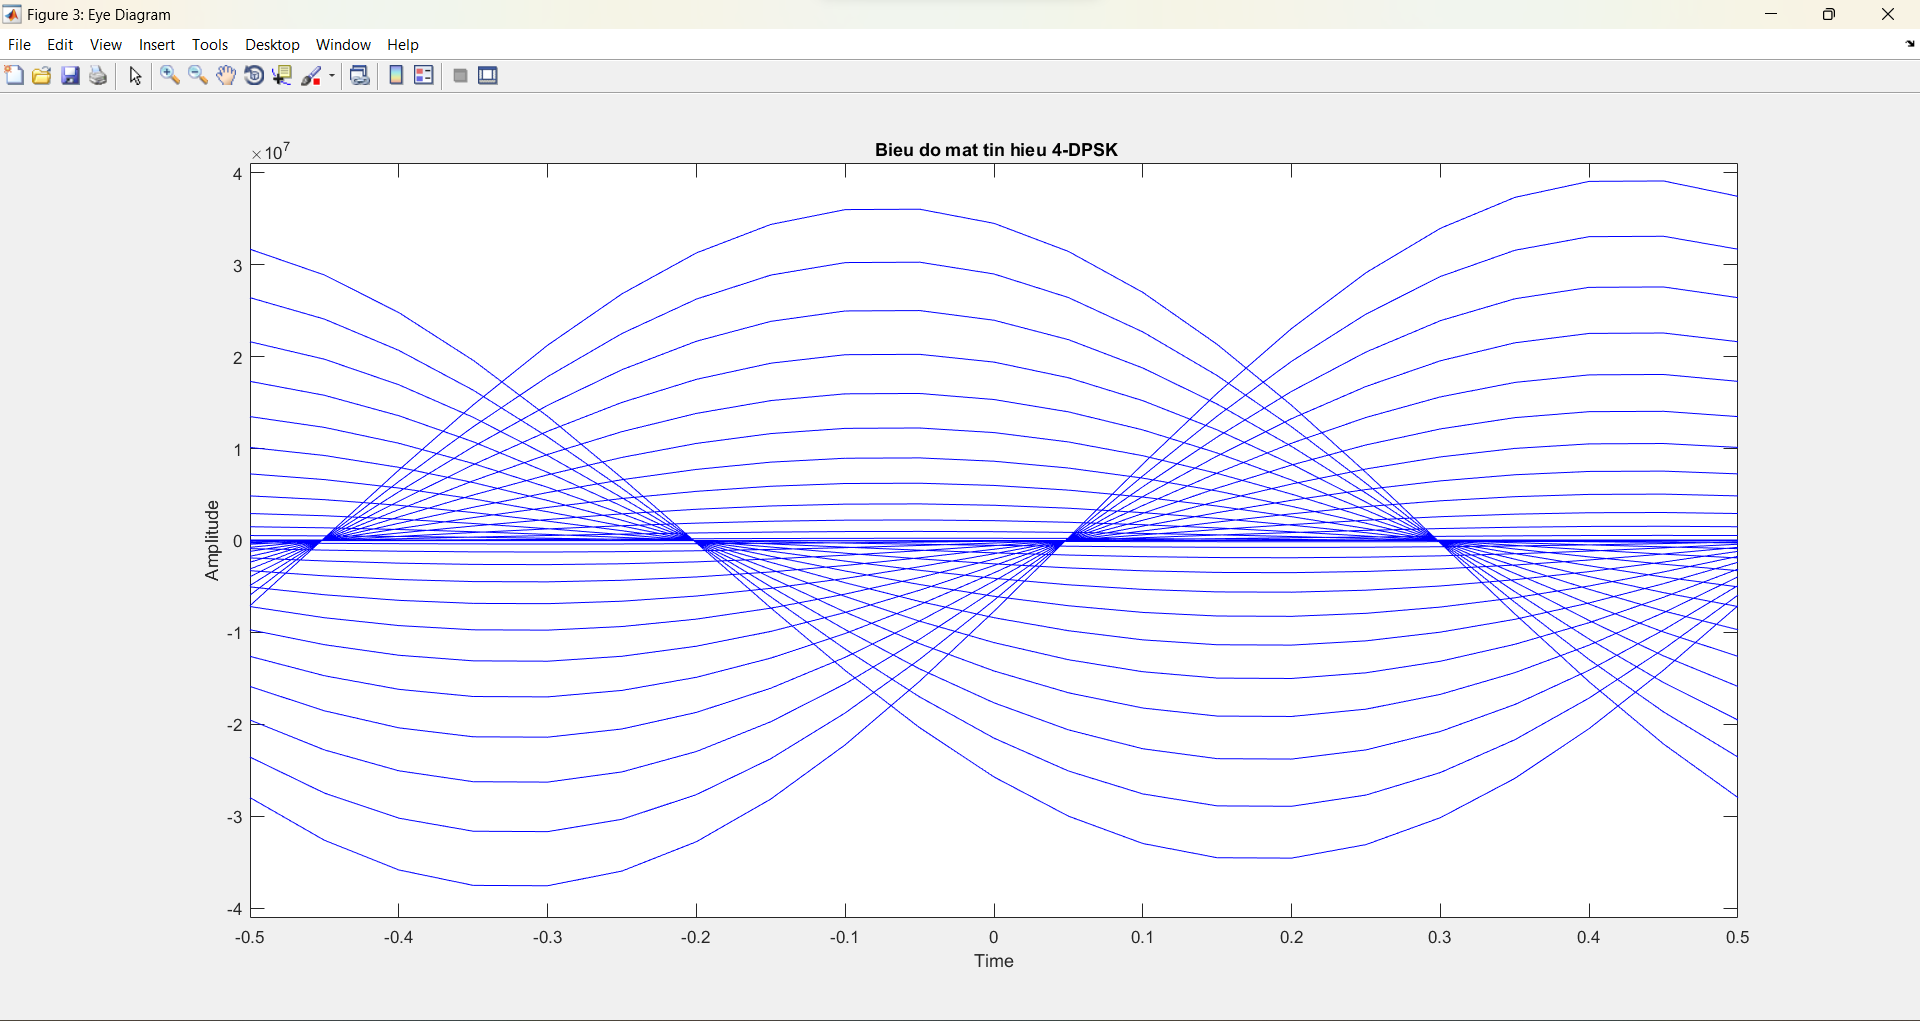 Figure 3: Eye Diagram
File Edit View Insert Tools Desktop Window Help
×10⁷
Bieu do mat tin hieu 4-DPSK
4
3
2
1
0
-1
-2
-3
-4
Amplitude
-0.5 -0.4 -0.3 -0.2 -0.1 0 0.1 0.2 0.3 0.4 0.5
Time